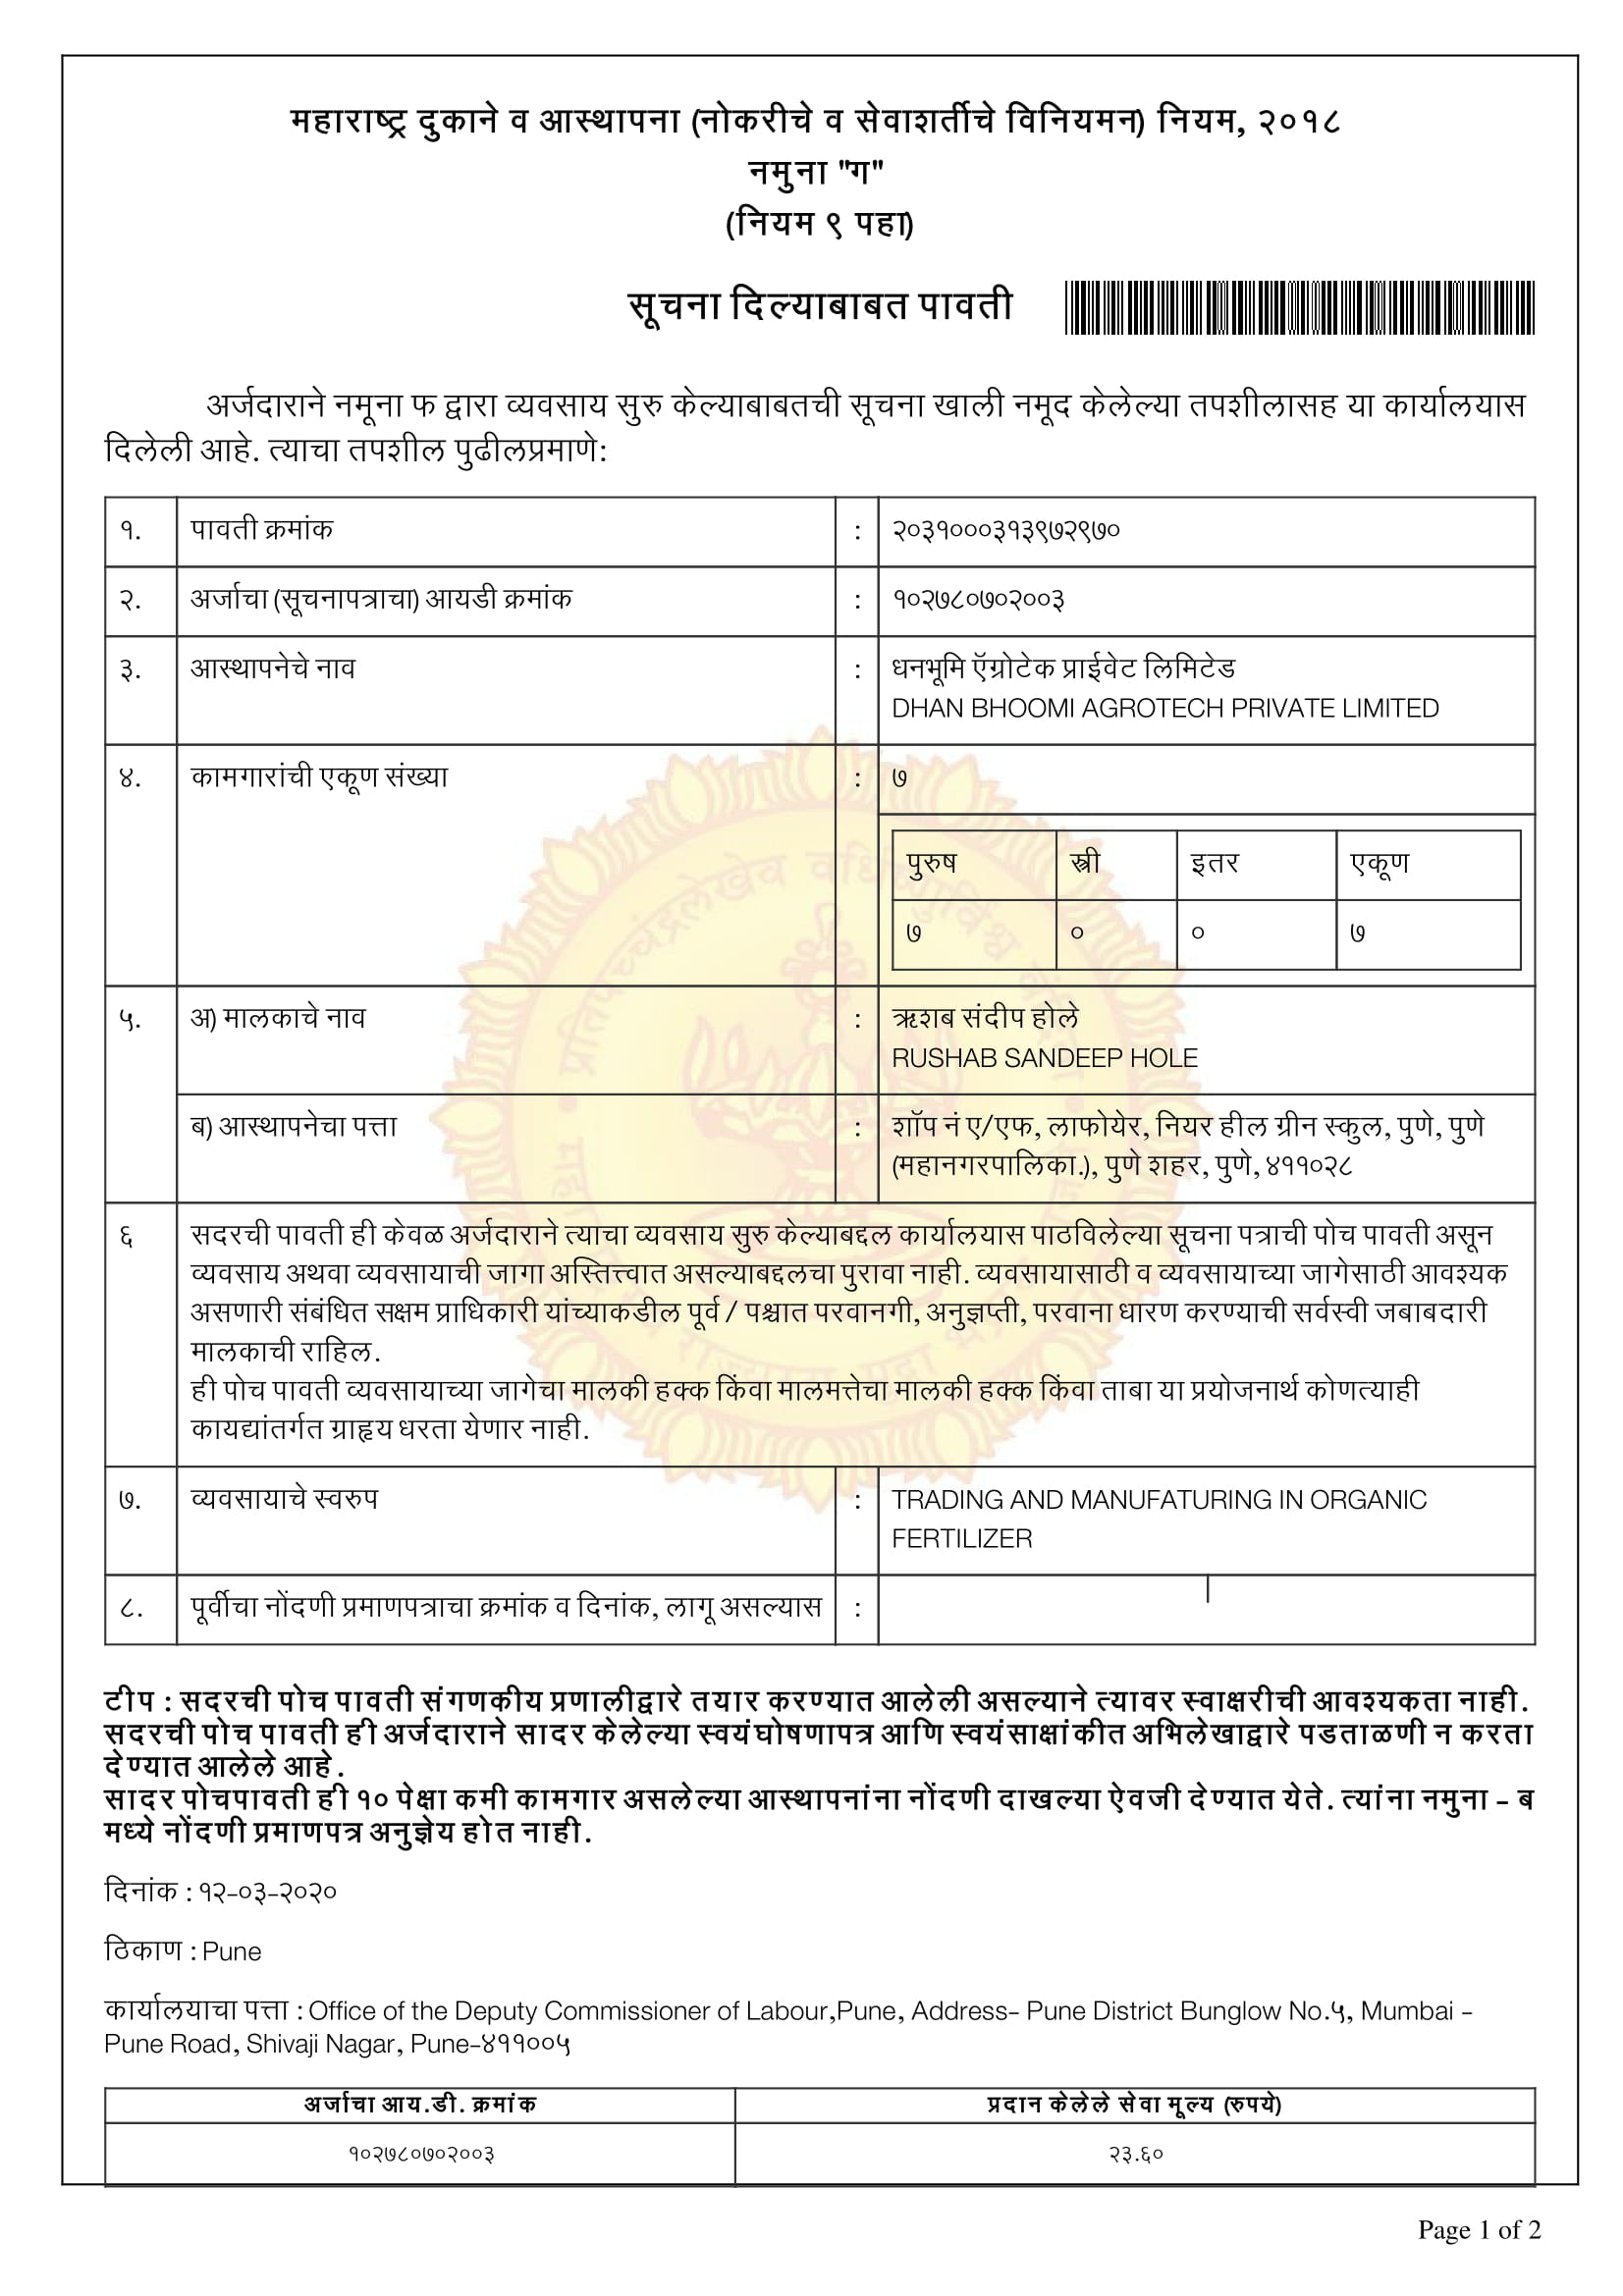 महाराष्ट्र दुकाने व आस्थापना (नोकरीचे व सेवाशर्तीचे विनियमन) नियम, २०१८
नमुना "ग"
(नियम ९ पहा)
सूचना दिल्याबाबत पावती
अर्जदाराने नमूना फ द्वारा व्यवसाय सुरु केल्याबाबतची सूचना खाली नमूद केलेल्या तपशीलासह या कार्यालयास
दिलेली आहे. त्याचा तपशील पुढीलप्रमाणे:
१. पावती क्रमांक : २०३१०००३१३९७२९७०
२. अर्जाचा (सूचनापत्राचा) आयडी क्रमांक : १०२७८०७०२००३
३. आस्थापनेचे नाव : धनभूमि ऍग्रोटेक प्राईवेट लिमिटेड
DHAN BHOOMI AGROTECH PRIVATE LIMITED
४. कामगारांची एकूण संख्या : ७
पुरुष स्त्री इतर एकूण
७ ० ० ७
५. अ) मालकाचे नाव : ऋशब संदीप होले
RUSHAB SANDEEP HOLE
ब) आस्थापनेचा पत्ता : शॉप नं ए/एफ, लाफोयेर, नियर हील ग्रीन स्कुल, पुणे, पुणे
(महानगरपालिका.), पुणे शहर, पुणे, ४११०२८
६ सदरची पावती ही केवळ अर्जदाराने त्याचा व्यवसाय सुरु केल्याबद्दल कार्यालयास पाठविलेल्या सूचना पत्राची पोच पावती असून
व्यवसाय अथवा व्यवसायाची जागा अस्तित्त्वात असल्याबद्दलचा पुरावा नाही. व्यवसायासाठी व व्यवसायाच्या जागेसाठी आवश्यक
असणारी संबंधित सक्षम प्राधिकारी यांच्याकडील पूर्व / पश्चात परवानगी, अनुज्ञप्ती, परवाना धारण करण्याची सर्वस्वी जबाबदारी
मालकाची राहिल.
ही पोच पावती व्यवसायाच्या जागेचा मालकी हक्क किंवा मालमत्तेचा मालकी हक्क किंवा ताबा या प्रयोजनार्थ कोणत्याही
कायद्यांतर्गत ग्राहृय धरता येणार नाही.
७. व्यवसायाचे स्वरुप : TRADING AND MANUFATURING IN ORGANIC
FERTILIZER
८. पूर्वीचा नोंदणी प्रमाणपत्राचा क्रमांक व दिनांक, लागू असल्यास :
टीप : सदरची पोच पावती संगणकीय प्रणालीद्वारे तयार करण्यात आलेली असल्याने त्यावर स्वाक्षरीची आवश्यकता नाही.
सदरची पोच पावती ही अर्जदाराने सादर केलेल्या स्वयंघोषणापत्र आणि स्वयंसाक्षांकीत अभिलेखाद्वारे पडताळणी न करता
देण्यात आलेले आहे.
सादर पोचपावती ही १० पेक्षा कमी कामगार असलेल्या आस्थापनांना नोंदणी दाखल्या ऐवजी देण्यात येते. त्यांना नमुना - ब
मध्ये नोंदणी प्रमाणपत्र अनुज्ञेय होत नाही.
दिनांक : १२-०३-२०२०
ठिकाण : Pune
कार्यालयाचा पत्ता : Office of the Deputy Commissioner of Labour,Pune, Address- Pune District Bunglow No.५, Mumbai -
Pune Road, Shivaji Nagar, Pune-४११००५
अर्जाचा आय.डी. क्रमांक प्रदान केलेले सेवा मूल्य (रुपये)
१०२७८०७०२००३ २३.६०
Page 1 of 2